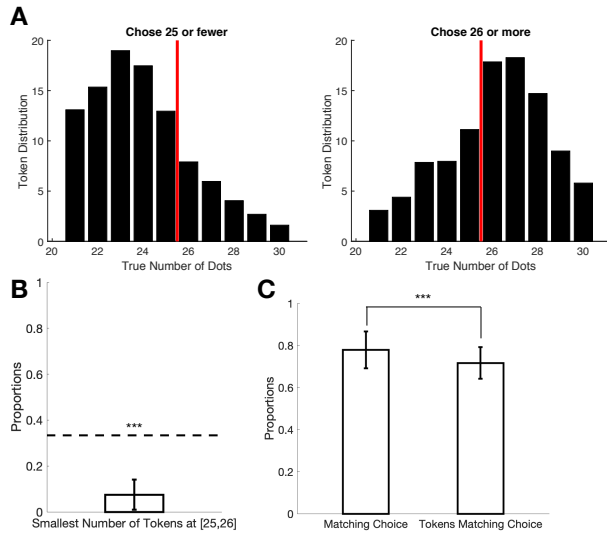 A
Chose 25 or fewer
Chose 26 or more
Token Distribution
20
15
10
5
0
20 22 24 26 28 30
True Number of Dots
Token Distribution
20
15
10
5
0
20 22 24 26 28 30
True Number of Dots
B
Proportions
1
0.8
0.6
0.4
0.2
0
***
Smallest Number of Tokens at [25,26]
C
Proportions
1
0.8
0.6
0.4
0.2
0
***
Matching Choice
Tokens Matching Choice